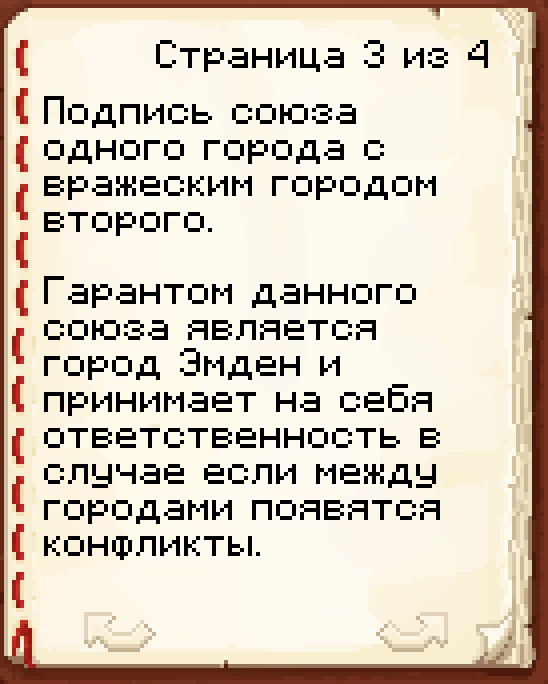 Страница 3 из 4
Подпись союза
одного города с
вражеским городом
второго.
Гарантом данного
союза является
город Эмден и
принимает на себя
ответственность в
случае если между
городами появятся
конфликты.